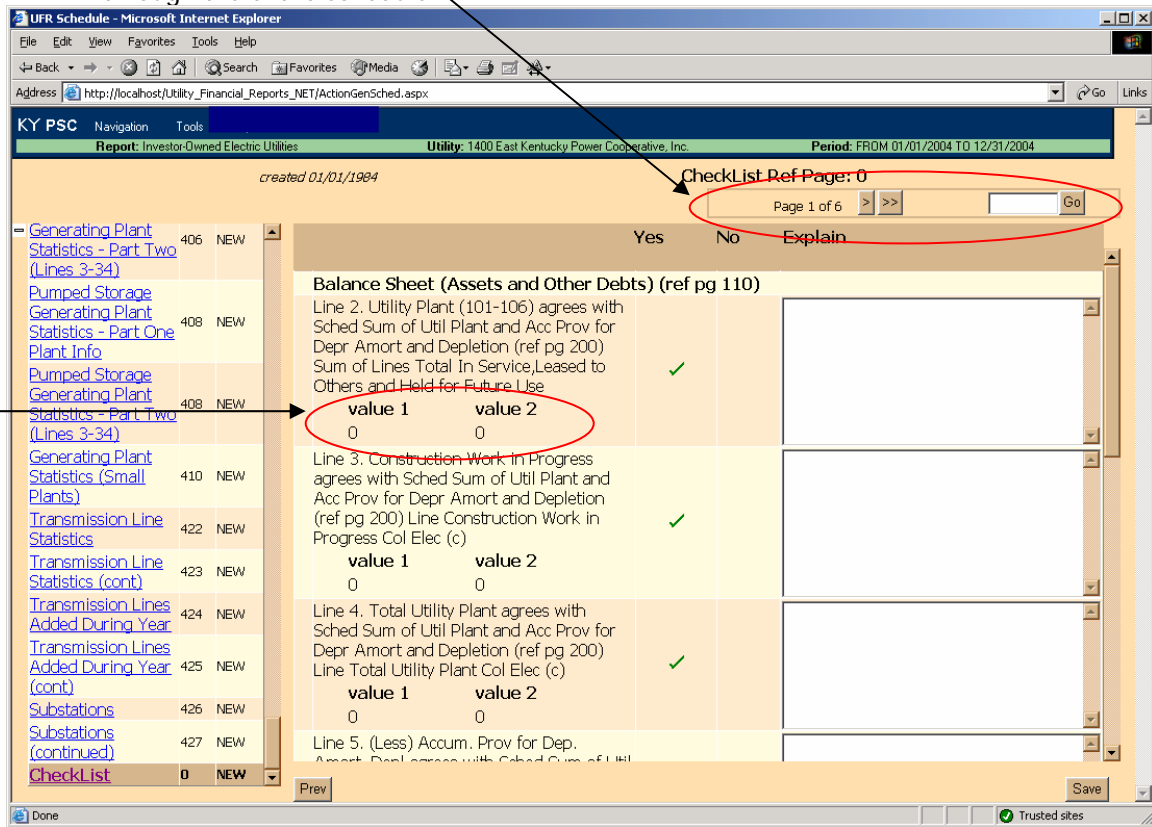 UFR Schedule - Microsoft Internet Explorer
File Edit View Favorites Tools Help
Back Search Favorites Media
Address http://localhost/Utility_Financial_Reports_NET/ActionGenSched.aspx Go Links
KY PSC Navigation Tools
Report: Investor-Owned Electric Utilities Utility: 1400 East Kentucky Power Cooperative, Inc. Period: FROM 01/01/2004 TO 12/31/2004
created 01/01/1984 CheckList Ref Page: 0
Page 1 of 6 > >> Go
Generating Plant
Statistics - Part Two 406 NEW
(Lines 3-34)
Pumped Storage
Generating Plant
Statistics - Part One 408 NEW
Plant Info
Pumped Storage
Generating Plant
Statistics - Part Two 408 NEW
(Lines 3-34)
Generating Plant
Statistics (Small 410 NEW
Plants)
Transmission Line 422 NEW
Statistics
Transmission Line 423 NEW
Statistics (cont)
Transmission Lines 424 NEW
Added During Year
Transmission Lines
Added During Year 425 NEW
(cont)
Substations 426 NEW
Substations 427 NEW
(continued)
CheckList 0 NEW
Yes No Explain
Balance Sheet (Assets and Other Debts) (ref pg 110)
Line 2. Utility Plant (101-106) agrees with
Sched Sum of Util Plant and Acc Prov for
Depr Amort and Depletion (ref pg 200)
Sum of Lines Total In Service,Leased to
Others and Held for Future Use
value 1 value 2
0 0
Line 3. Construction Work in Progress
agrees with Sched Sum of Util Plant and
Acc Prov for Depr Amort and Depletion
(ref pg 200) Line Construction Work in
Progress Col Elec (c)
value 1 value 2
0 0
Line 4. Total Utility Plant agrees with
Sched Sum of Util Plant and Acc Prov for
Depr Amort and Depletion (ref pg 200)
Line Total Utility Plant Col Elec (c)
value 1 value 2
0 0
Line 5. (Less) Accum. Prov for Dep.
Amort. Depl agrees with Sched Sum of Util
Prev Save
Done Trusted sites